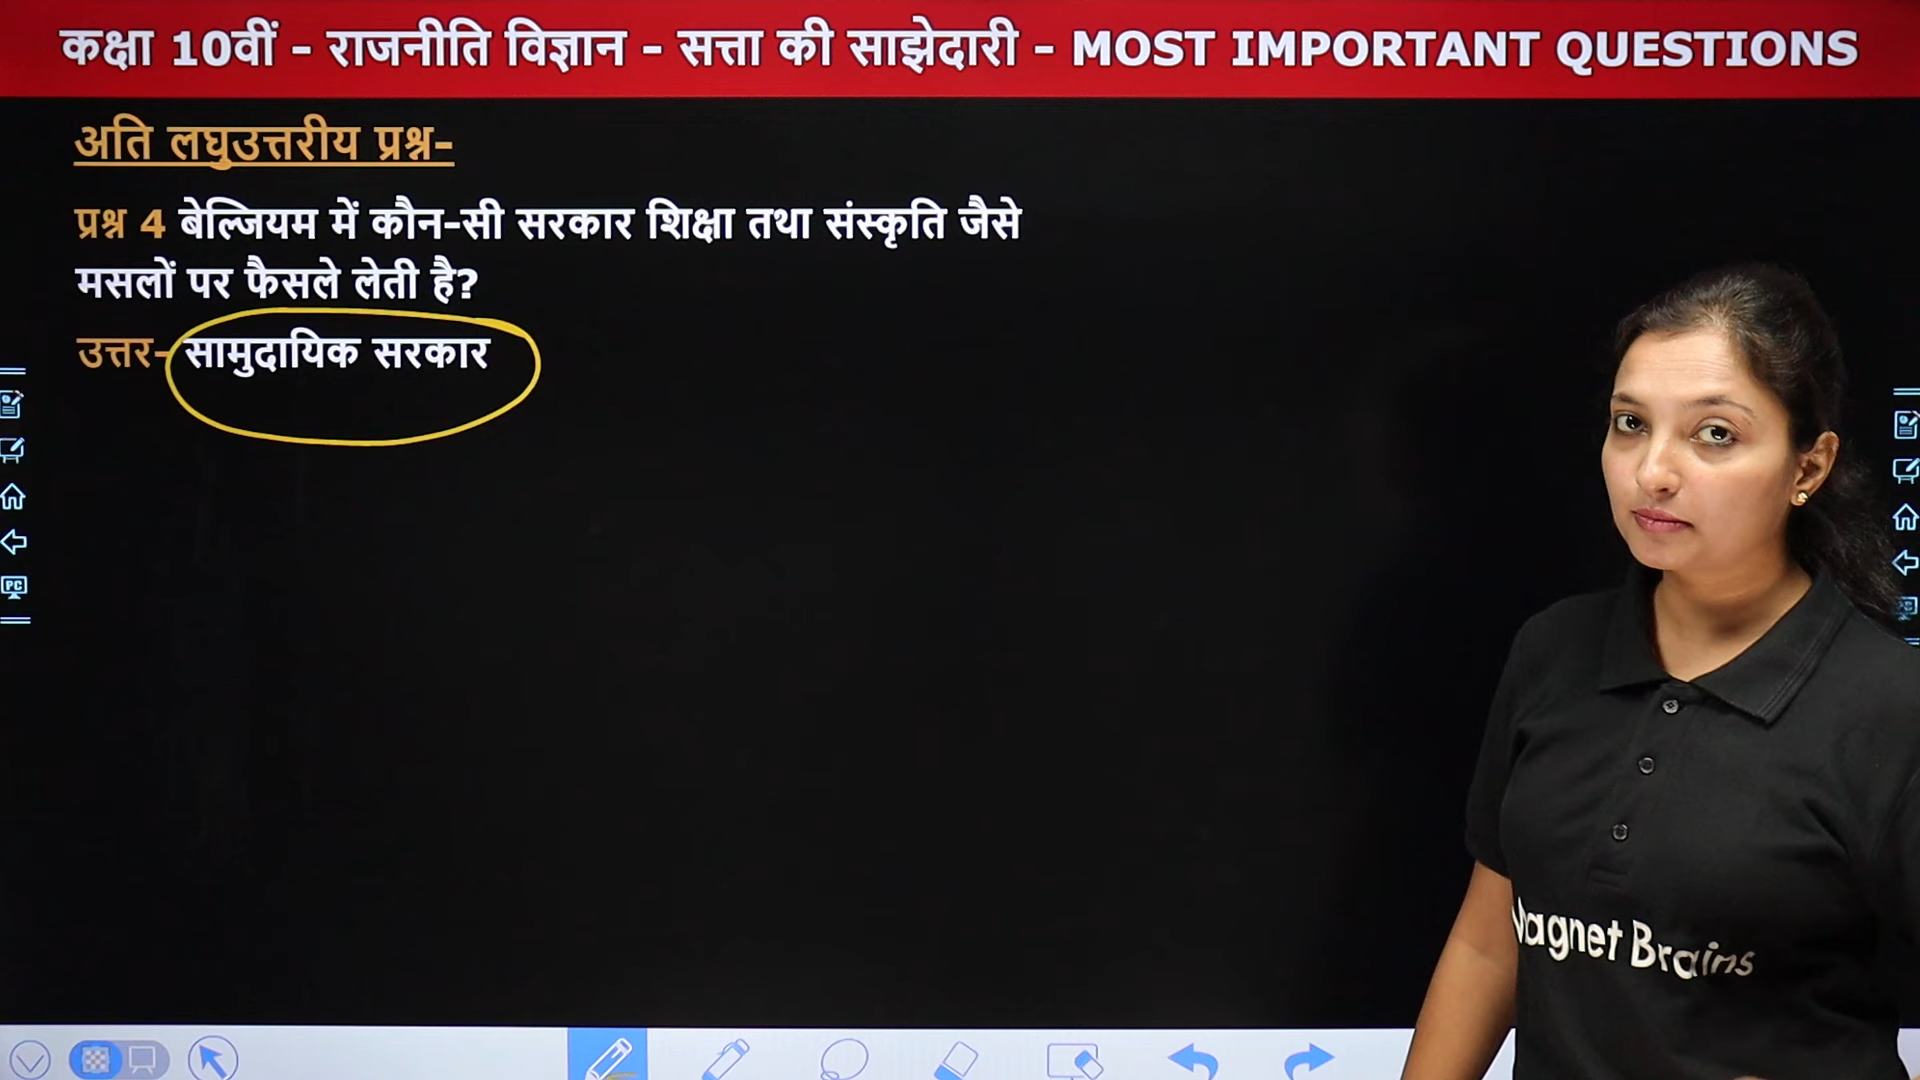 कक्षा 10वीं - राजनीति विज्ञान - सत्ता की साझेदारी - MOST IMPORTANT QUESTIONS
अति लघुउत्तरीय प्रश्न-
प्रश्न 4 बेल्जियम में कौन-सी सरकार शिक्षा तथा संस्कृति जैसे
मसलों पर फैसले लेती है?
उत्तर- सामुदायिक सरकार
Magnet Brains
PC